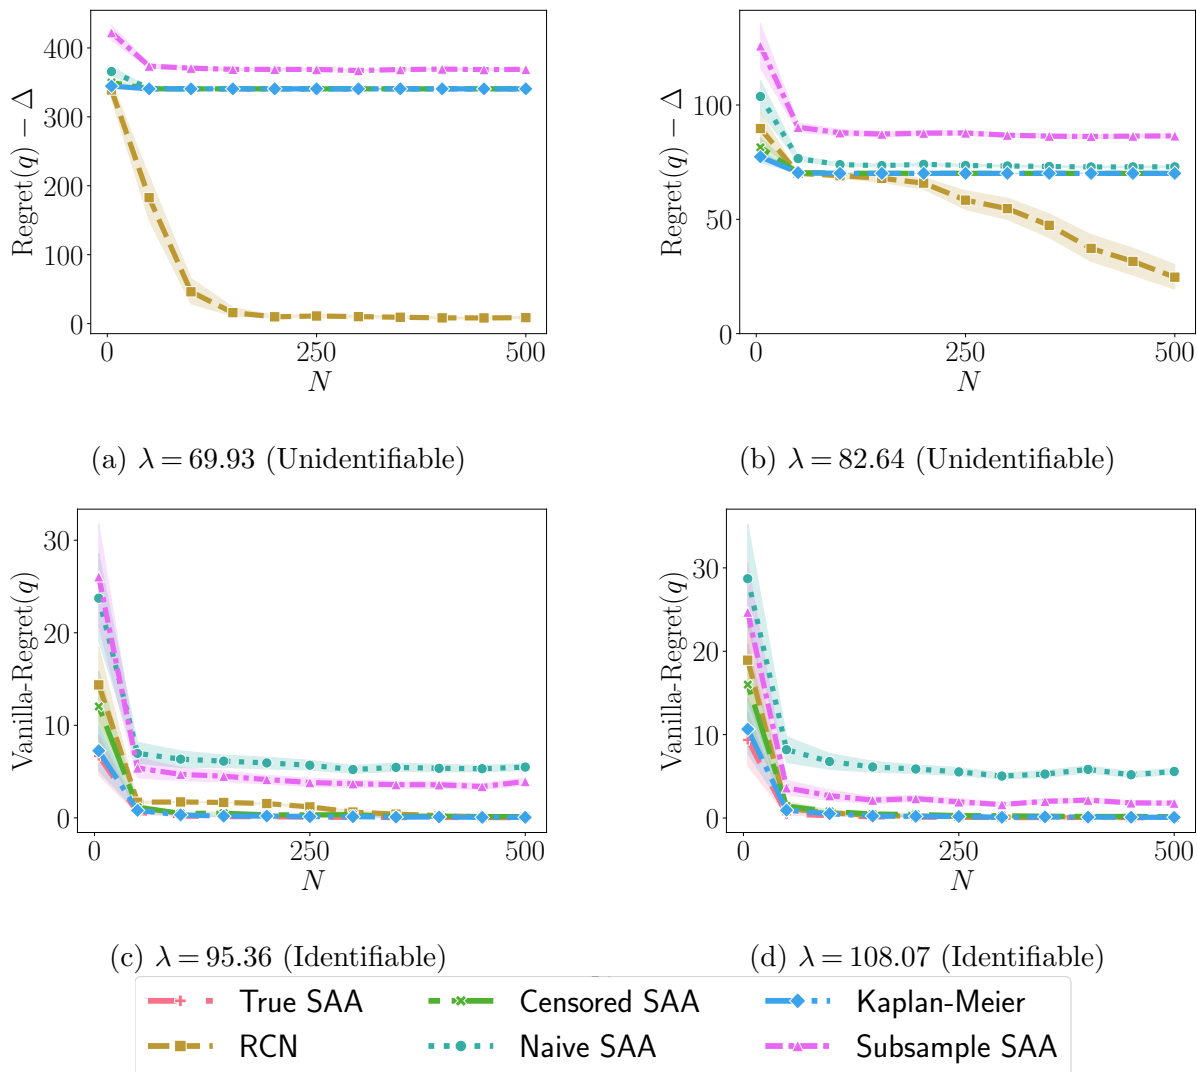 400
300
200
100
0
Regret(q) − Δ
0 250 500
N
(a) λ = 69.93 (Unidentifiable)
100
50
0
Regret(q) − Δ
0 250 500
N
(b) λ = 82.64 (Unidentifiable)
30
20
10
0
Vanilla-Regret(q)
0 250 500
N
(c) λ = 95.36 (Identifiable)
30
20
10
0
Vanilla-Regret(q)
0 250 500
N
(d) λ = 108.07 (Identifiable)
True SAA Censored SAA Kaplan-Meier
RCN Naive SAA Subsample SAA